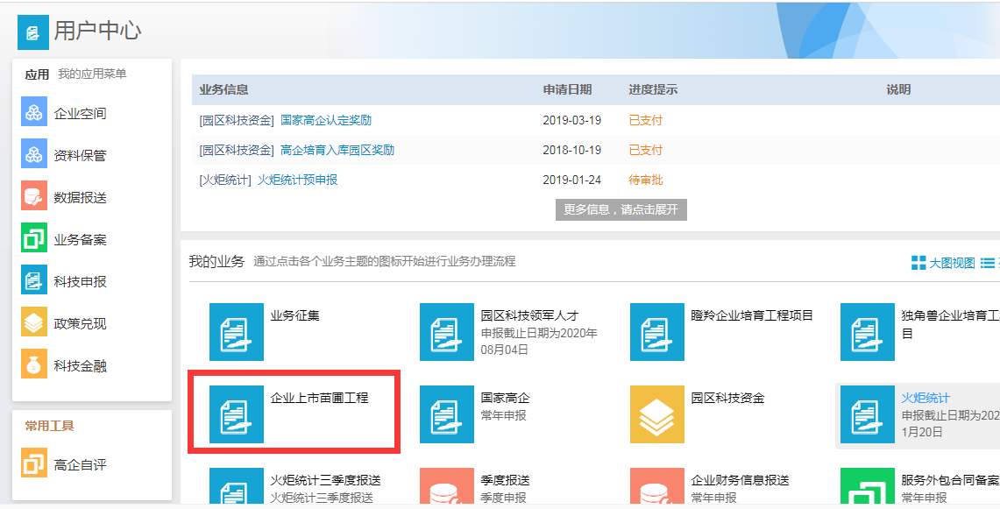 用户中心
应用 我的应用菜单
企业空间
资料保管
数据报送
业务备案
科技申报
政策兑现
科技金融
常用工具
高企自评
业务信息 申请日期 进度提示 说明
[园区科技资金] 国家高企认定奖励 2019-03-19 已支付
[园区科技资金] 高企培育入库园区奖励 2018-10-19 已支付
[火炬统计] 火炬统计预申报 2019-01-24 待审批
更多信息，请点击展开
我的业务 通过点击各个业务主题的图标开始进行业务办理流程
大图视图
业务征集
园区科技领军人才
申报截止日期为2020年
08月04日
瞪羚企业培育工程项目
独角兽企业培育工
目
企业上市苗圃工程
国家高企
常年申报
园区科技资金
火炬统计
申报截止日期为202
1月20日
火炬统计三季度报送
火炬统计三季度报送
季度报送
季度申报
企业财务信息报送
常年申报
服务外包合同备案
常年申报